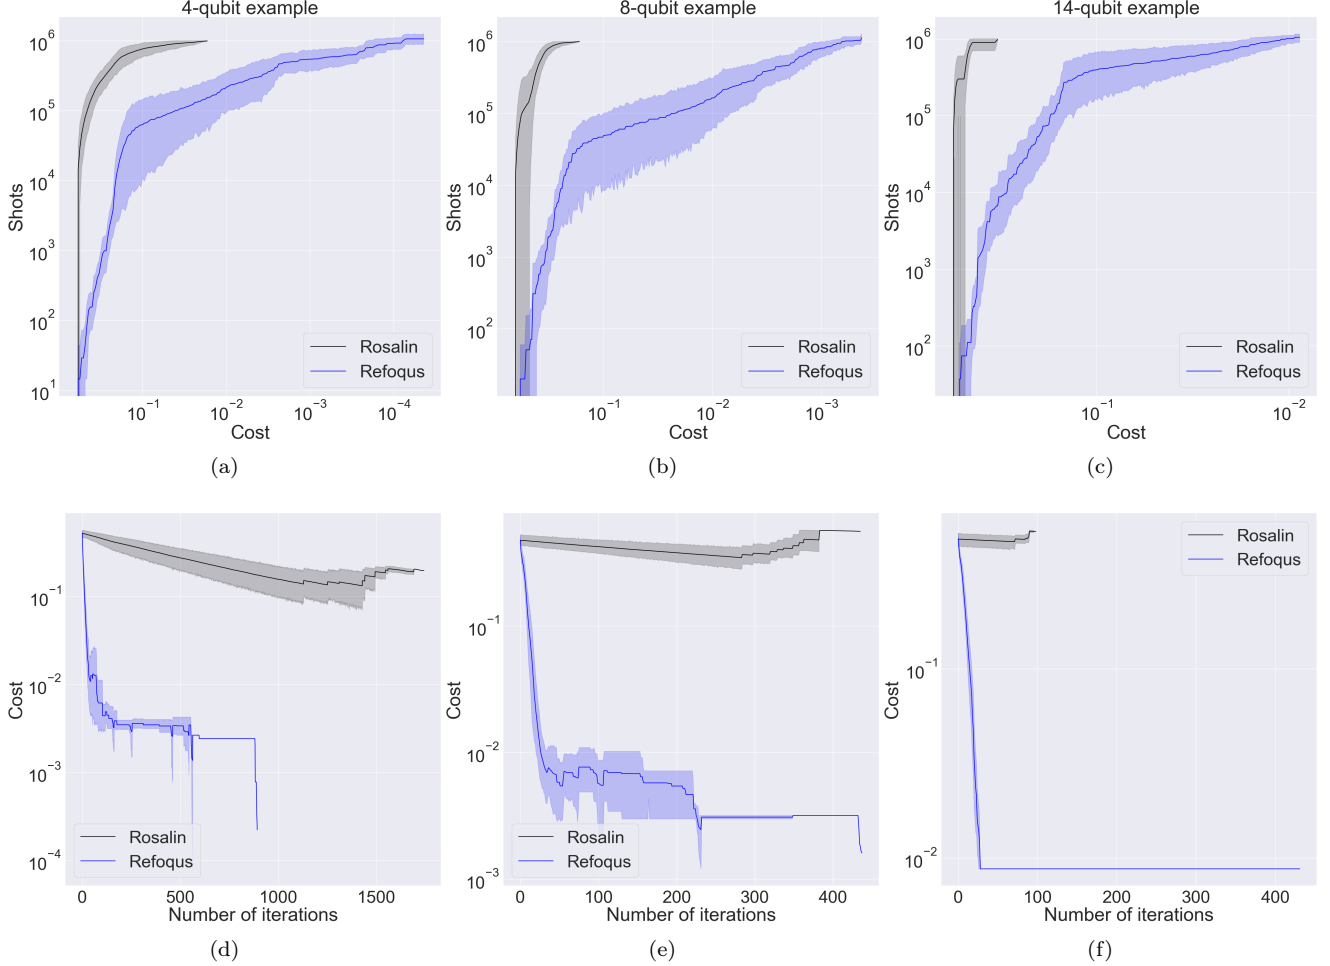 4-qubit example
8-qubit example
14-qubit example
Shots
10^6
10^5
10^4
10^3
10^2
10^1
10^−1
10^−2
10^−3
10^−4
Cost
Rosalin
Refoqus
(a)
Shots
10^6
10^5
10^4
10^3
10^2
10^−1
10^−2
10^−3
Cost
Rosalin
Refoqus
(b)
Shots
10^6
10^5
10^4
10^3
10^2
10^−1
10^−2
Cost
Rosalin
Refoqus
(c)
Cost
10^−1
10^−2
10^−3
10^−4
Rosalin
Refoqus
0 500 1000 1500
Number of iterations
(d)
Cost
10^−1
10^−2
10^−3
Rosalin
Refoqus
0 100 200 300 400
Number of iterations
(e)
Cost
10^−1
10^−2
Rosalin
Refoqus
0 100 200 300 400
Number of iterations
(f)